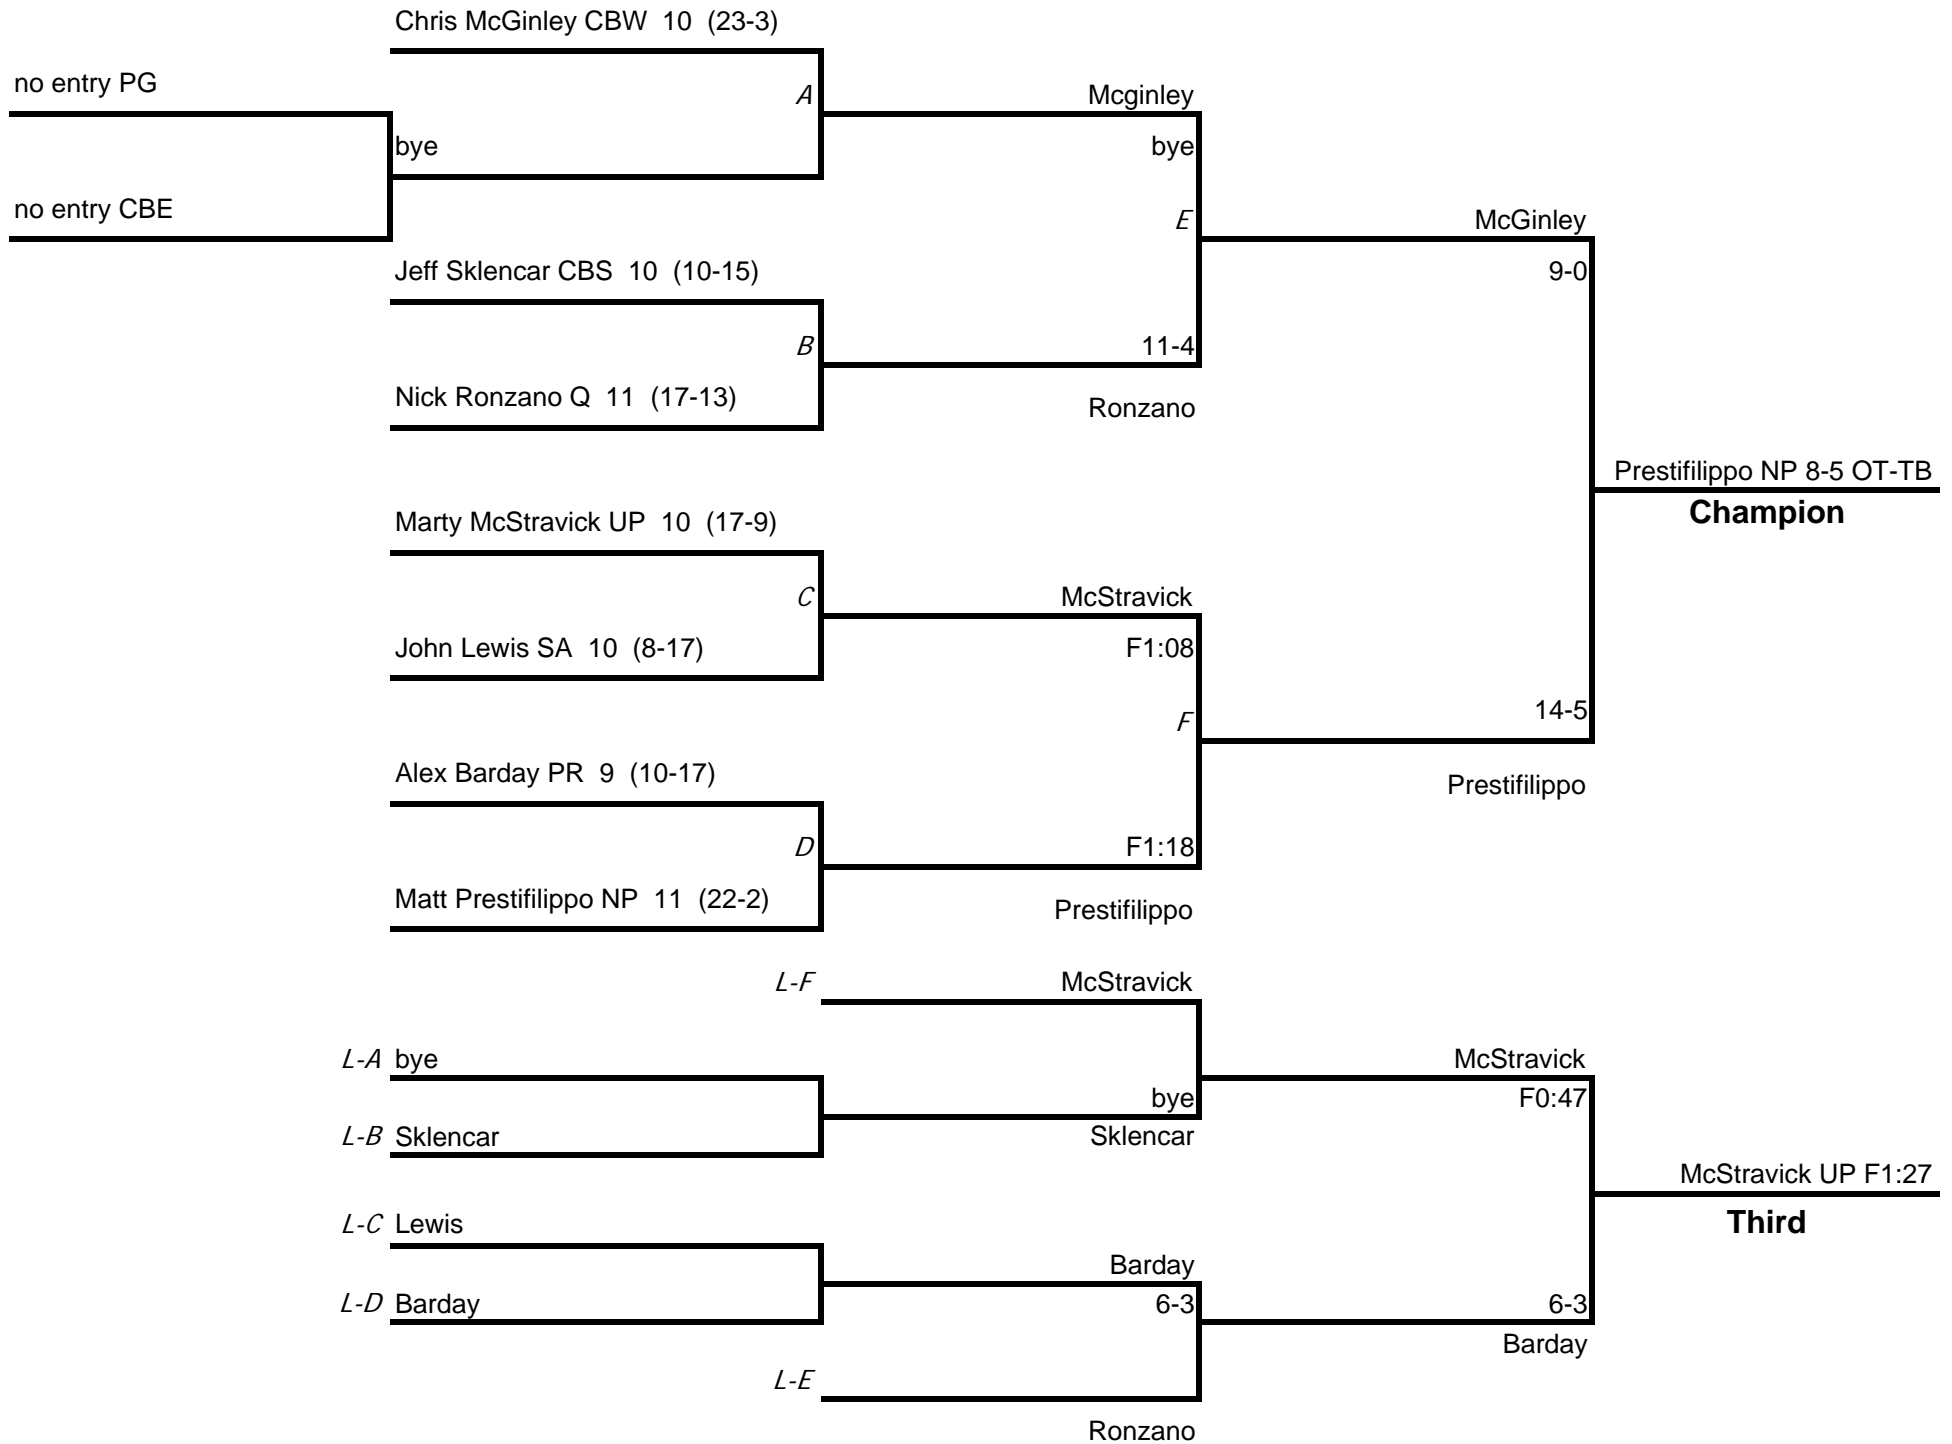 Chris McGinley CBW 10 (23-3)
no entry PG
A
Mcginley
bye
bye
no entry CBE
E
McGinley
Jeff Sklencar CBS 10 (10-15)
9-0
B
11-4
Nick Ronzano Q 11 (17-13)
Ronzano
Prestifilippo NP 8-5 OT-TB
Champion
Marty McStravick UP 10 (17-9)
C
McStravick
John Lewis SA 10 (8-17)
F1:08
F
14-5
Alex Barday PR 9 (10-17)
Prestifilippo
D
F1:18
Matt Prestifilippo NP 11 (22-2)
Prestifilippo
L-F
McStravick
L-A bye
McStravick
bye
F0:47
L-B Sklencar
Sklencar
McStravick UP F1:27
Third
L-C Lewis
Barday
L-D Barday
6-3
6-3
Barday
L-E
Ronzano